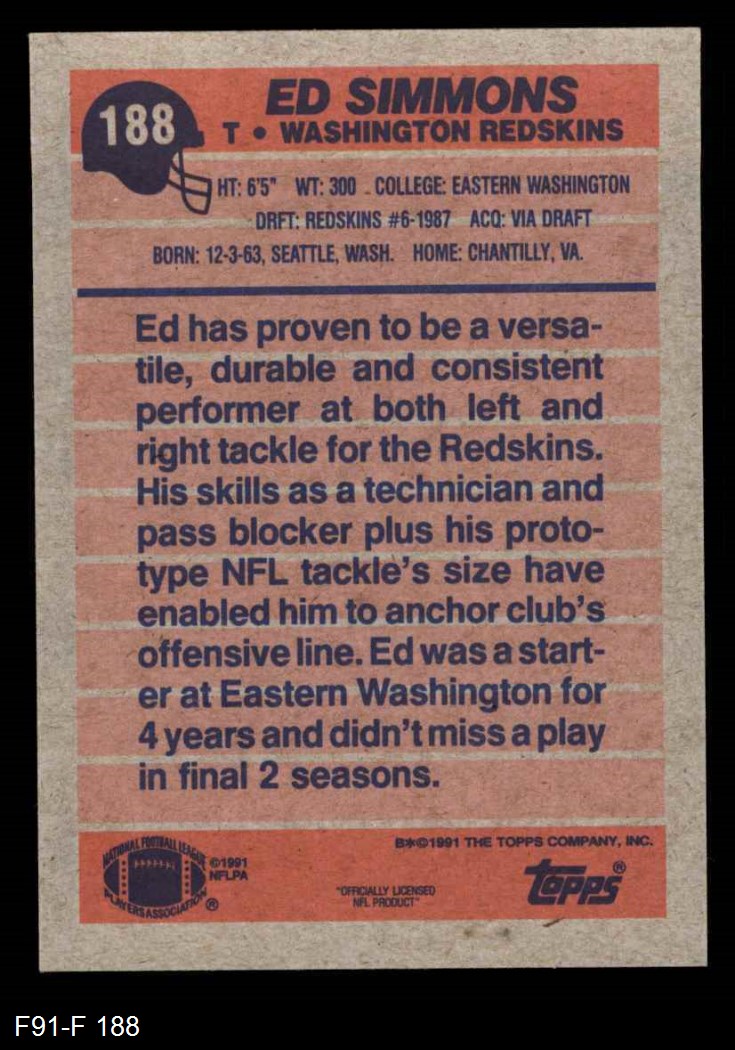 188
ED SIMMONS
T • WASHINGTON REDSKINS
HT: 6'5" WT: 300 COLLEGE: EASTERN WASHINGTON
DRFT: REDSKINS #6-1987 ACQ: VIA DRAFT
BORN: 12-3-63, SEATTLE, WASH. HOME: CHANTILLY, VA.
Ed has proven to be a versa-
tile, durable and consistent
performer at both left and
right tackle for the Redskins.
His skills as a technician and
pass blocker plus his proto-
type NFL tackle's size have
enabled him to anchor club's
offensive line. Ed was a start-
er at Eastern Washington for
4 years and didn't miss a play
in final 2 seasons.
B*©1991 THE TOPPS COMPANY, INC.
NATIONAL FOOTBALL LEAGUE
PLAYERS ASSOCIATION ®
©1991
NFLPA
"OFFICIALLY LICENSED
NFL PRODUCT"
topps®
F91-F 188